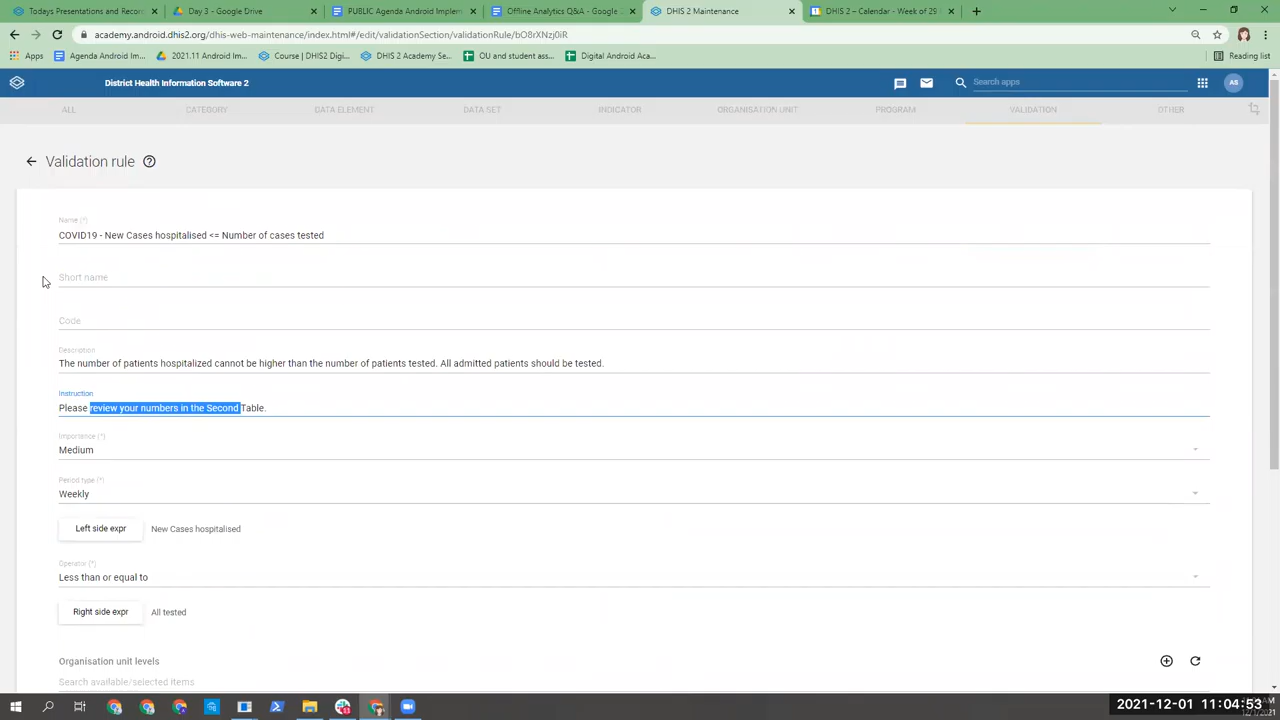 Todays Presentations and Recor
Day 3 - Google Drive
PUBLIC Agenda Android Implem
Offline Analytics Q&A - Google
DHIS 2 Maintenance
DHIS 2 – Calendar - Week of 29
academy.android.dhis2.org/dhis-web-maintenance/index.html#/edit/validationSection/validationRule/bO8rXNzj0iR
Apps
Agenda Android Im...
2021.11 Android Im...
Course | DHIS2 Digi...
DHIS 2 Academy Se...
OU and student asse...
Digital Android Aca...
Reading list
District Health Information Software 2
Search apps
AS
ALL
CATEGORY
DATA ELEMENT
DATA SET
INDICATOR
ORGANISATION UNIT
PROGRAM
VALIDATION
OTHER
Validation rule
Name (*)
COVID19 - New Cases hospitalised <= Number of cases tested
Short name
Code
Description
The number of patients hospitalized cannot be higher than the number of patients tested. All admitted patients should be tested.
Instruction
Please review your numbers in the Second Table.
Importance (*)
Medium
Period type (*)
Weekly
Left side expr
New Cases hospitalised
Operator (*)
Less than or equal to
Right side expr
All tested
Organisation unit levels
Search available/selected items
2021-12-01 11:04:53